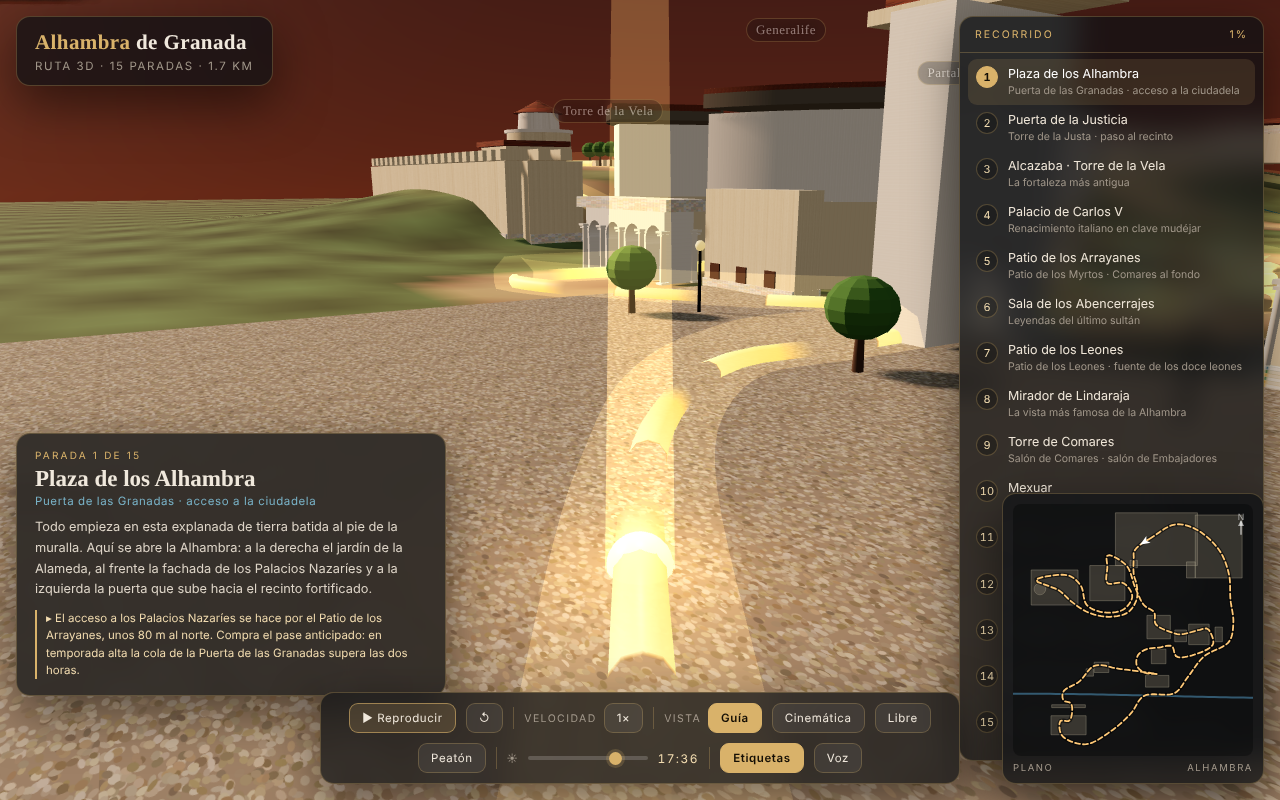 Alhambra de Granada
RUTA 3D · 15 PARADAS · 1.7 KM
Generalife
Partal
Torre de la Vela
RECORRIDO 1%
1 Plaza de los Alhambra
Puerta de las Granadas · acceso a la ciudadela
2 Puerta de la Justicia
Torre de la Justa · paso al recinto
3 Alcazaba · Torre de la Vela
La fortaleza más antigua
4 Palacio de Carlos V
Renacimiento italiano en clave mudéjar
5 Patio de los Arrayanes
Patio de los Myrtos · Comares al fondo
6 Sala de los Abencerrajes
Leyendas del último sultán
7 Patio de los Leones
Patio de los Leones · fuente de los doce leones
8 Mirador de Lindaraja
La vista más famosa de la Alhambra
9 Torre de Comares
Salón de Comares · salón de Embajadores
10 Mexuar
11
12
13
14
15
PARADA 1 DE 15
Plaza de los Alhambra
Puerta de las Granadas · acceso a la ciudadela
Todo empieza en esta explanada de tierra batida al pie de la
muralla. Aquí se abre la Alhambra: a la derecha el jardín de la
Alameda, al frente la fachada de los Palacios Nazaríes y a la
izquierda la puerta que sube hacia el recinto fortificado.
▸ El acceso a los Palacios Nazaríes se hace por el Patio de los
Arrayanes, unos 80 m al norte. Compra el pase anticipado: en
temporada alta la cola de la Puerta de las Granadas supera las dos
horas.
▶ Reproducir ↺ VELOCIDAD 1× VISTA Guía Cinemática Libre
Peatón ☀ 17:36 Etiquetas Voz
N
PLANO ALHAMBRA